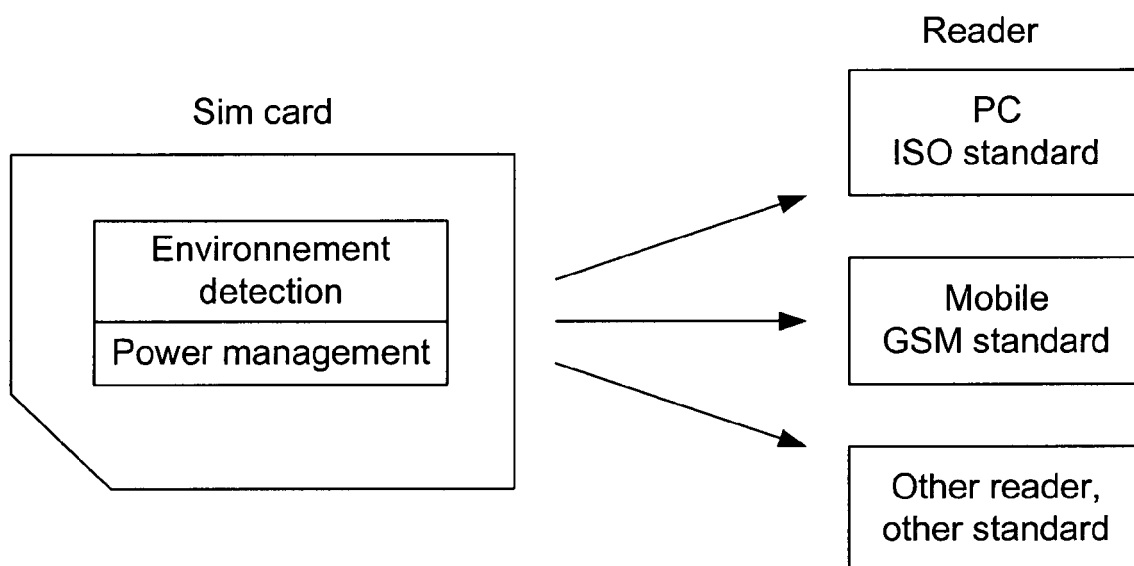 Reader
Sim card
PC
ISO standard
Environnement
detection
Power management
Mobile
GSM standard
Other reader,
other standard